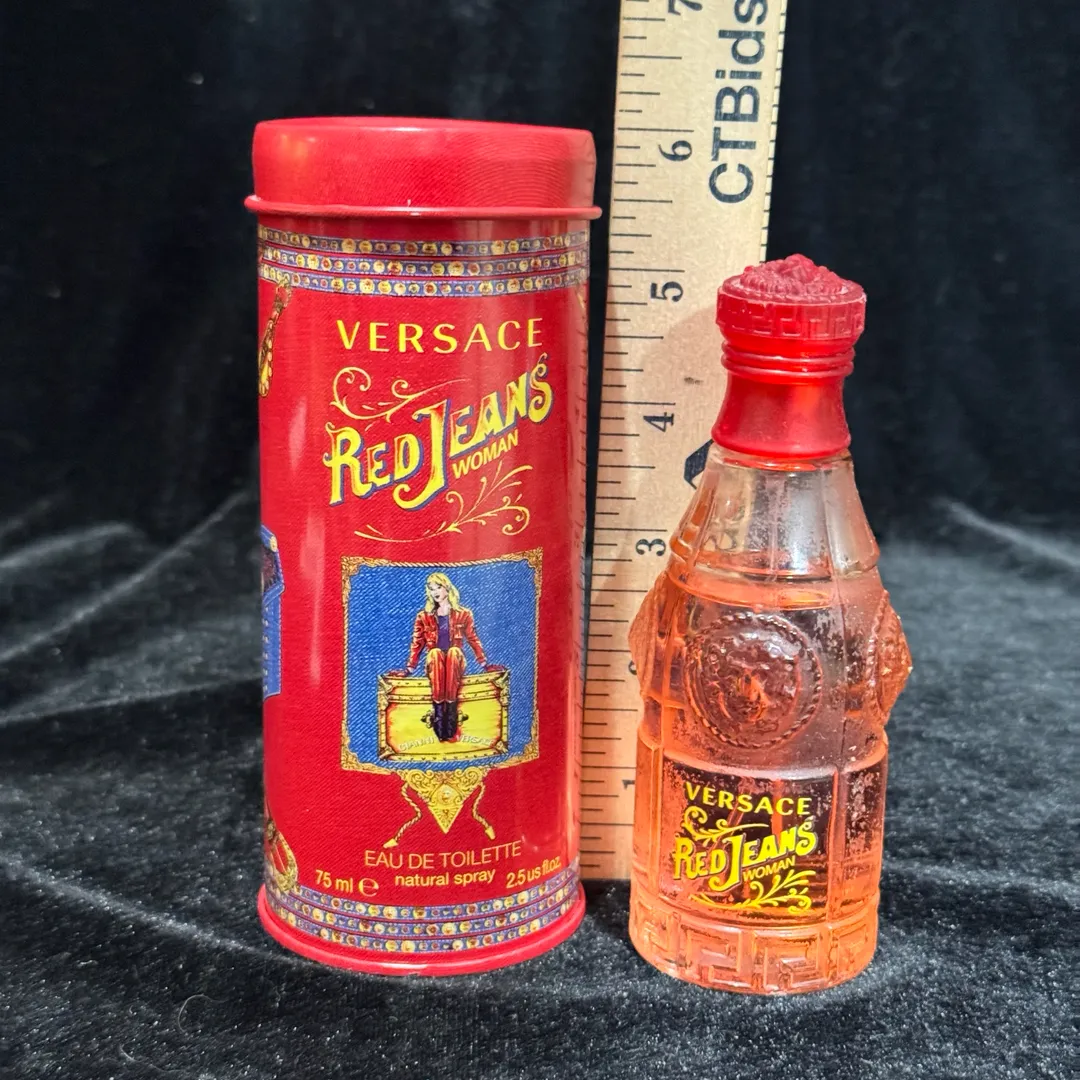 VERSACE
RED JEANS
WOMAN
EAU DE TOILETTE
75 ml e natural spray 2.5 us fl.oz.
CTBids
7
6
5
4
3
1
VERSACE
RED JEANS
WOMAN